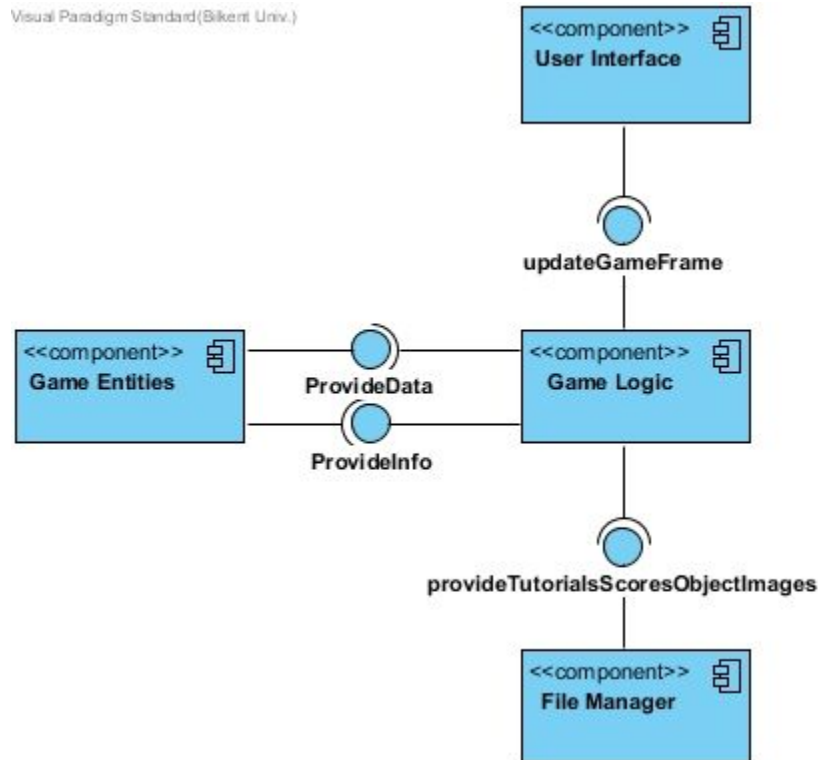 Visual Paradigm Standard(Bilkent Univ.)
<<component>>
User Interface
updateGameFrame
<<component>>
Game Entities
ProvideData
ProvideInfo
<<component>>
Game Logic
provideTutorialsScoresObjectImages
<<component>>
File Manager